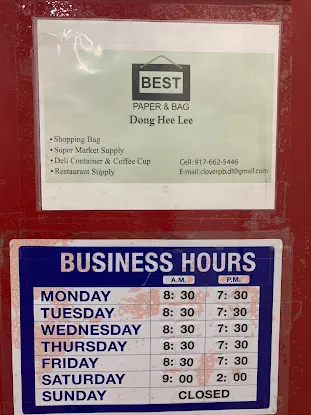 BEST
PAPER & BAG
Dong Hee Lee
• Shopping Bag
• Super Market Supply
• Deli Container & Coffee Cup Cell: 917-662-5446
• Restaurant Supply E-mail:cloverpb.dl@gmail.com
BUSINESS HOURS
A.M. P.M.
MONDAY 8: 30 7: 30
TUESDAY 8: 30 7: 30
WEDNESDAY 8: 30 7: 30
THURSDAY 8: 30 7: 30
FRIDAY 8: 30 7: 30
SATURDAY 9: 00 2: 00
SUNDAY CLOSED